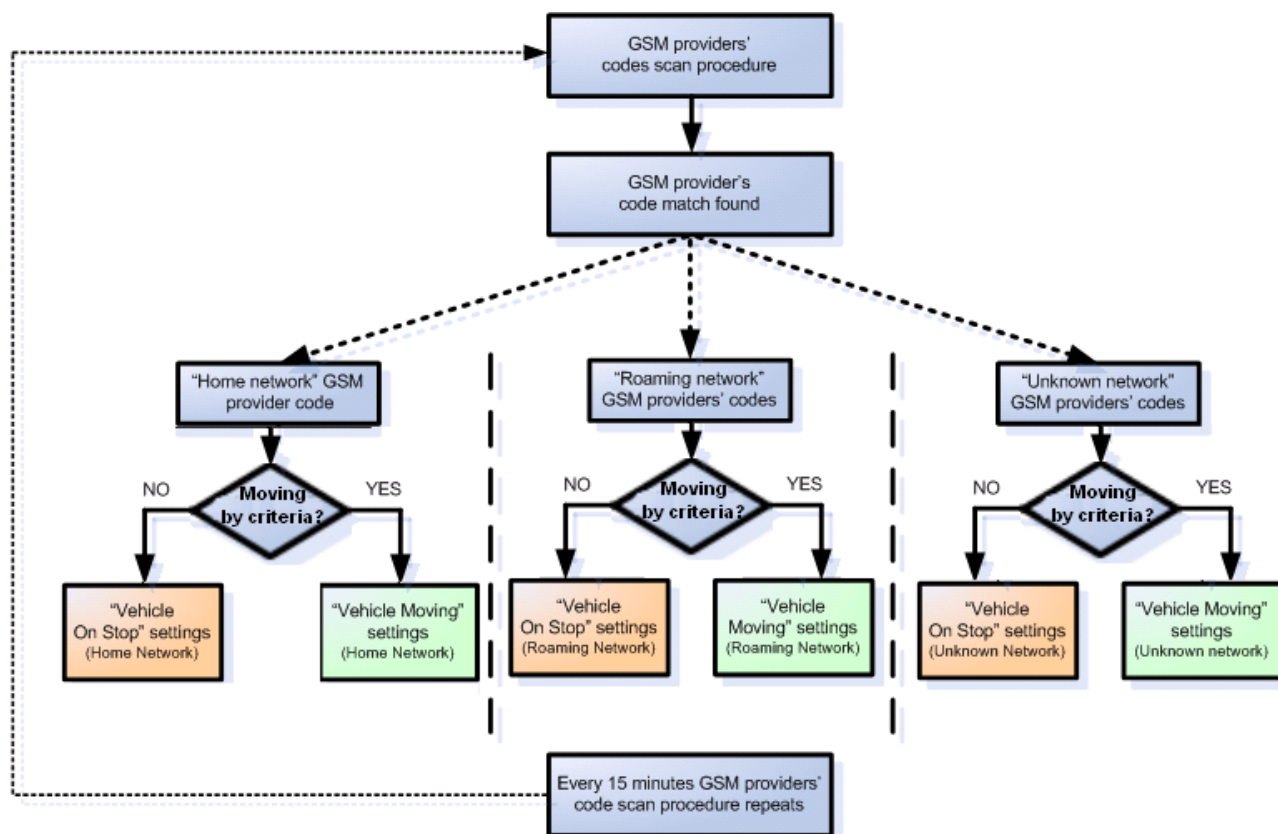 GSM providers'
codes scan procedure
GSM provider's
code match found
“Home network” GSM
provider code
“Roaming network”
GSM providers' codes
“Unknown network”
GSM providers' codes
NO
Moving
by criteria?
YES
NO
Moving
by criteria?
YES
NO
Moving
by criteria?
YES
“Vehicle
On Stop” settings
(Home Network)
“Vehicle Moving”
settings
(Home Network)
“Vehicle
On Stop” settings
(Roaming Network)
“Vehicle
Moving” settings
(Roaming Network)
“Vehicle
On Stop” settings
(Unknown Network)
“Vehicle Moving”
settings
(Unknown network)
Every 15 minutes GSM providers'
code scan procedure repeats